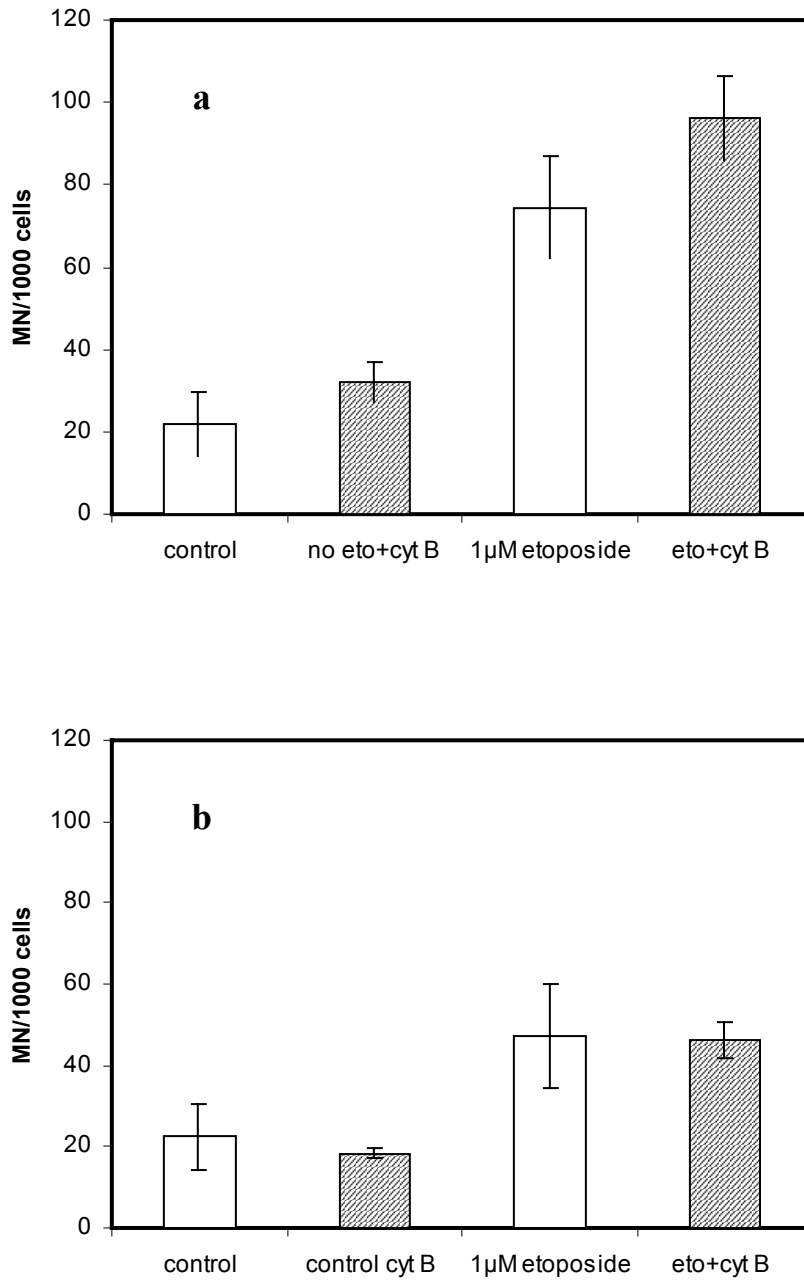 120
100
80
60
40
20
0
MN/1000 cells
a
control no eto+cyt B 1µM etoposide eto+cyt B
120
100
80
60
40
20
0
MN/1000 cells
b
control control cyt B 1µM etoposide eto+cyt B